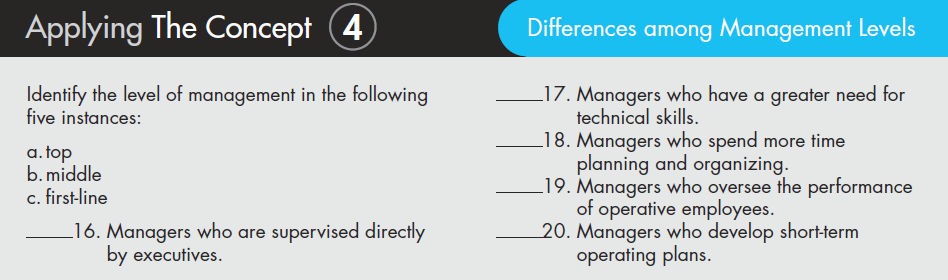 Applying The Concept 4
Differences among Management Levels
Identify the level of management in the following
five instances:
a. top
b. middle
c. first-line
_____16. Managers who are supervised directly
by executives.
_____17. Managers who have a greater need for
technical skills.
_____18. Managers who spend more time
planning and organizing.
_____19. Managers who oversee the performance
of operative employees.
_____20. Managers who develop short-term
operating plans.